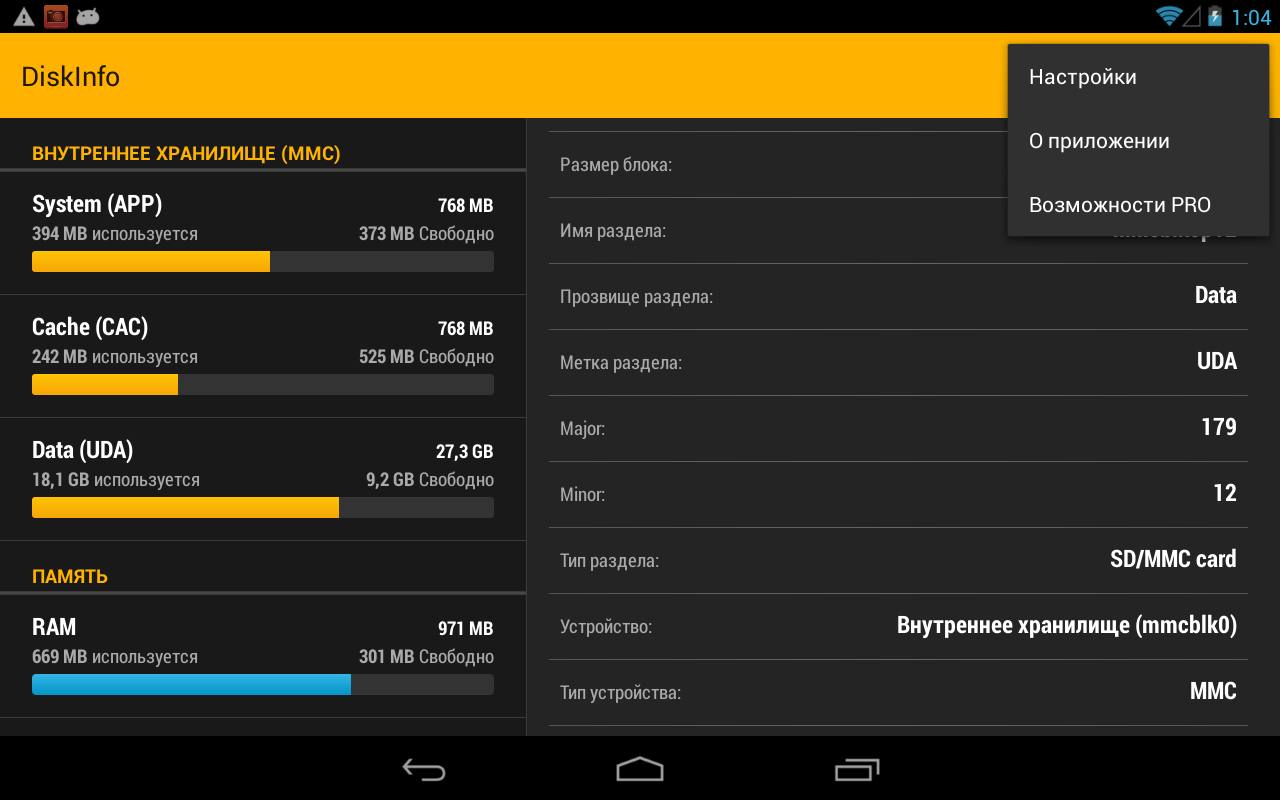 1:04
DiskInfo
Настройки
О приложении
Возможности PRO
ВНУТРЕННЕЕ ХРАНИЛИЩЕ (MMC)
System (APP) 768 MB
394 MB используется 373 MB Свободно
Cache (CAC) 768 MB
242 MB используется 525 MB Свободно
Data (UDA) 27,3 GB
18,1 GB используется 9,2 GB Свободно
ПАМЯТЬ
RAM 971 MB
669 MB используется 301 MB Свободно
Размер блока:
Имя раздела:
Прозвище раздела: Data
Метка раздела: UDA
Major: 179
Minor: 12
Тип раздела: SD/MMC card
Устройство: Внутреннее хранилище (mmcblk0)
Тип устройства: MMC